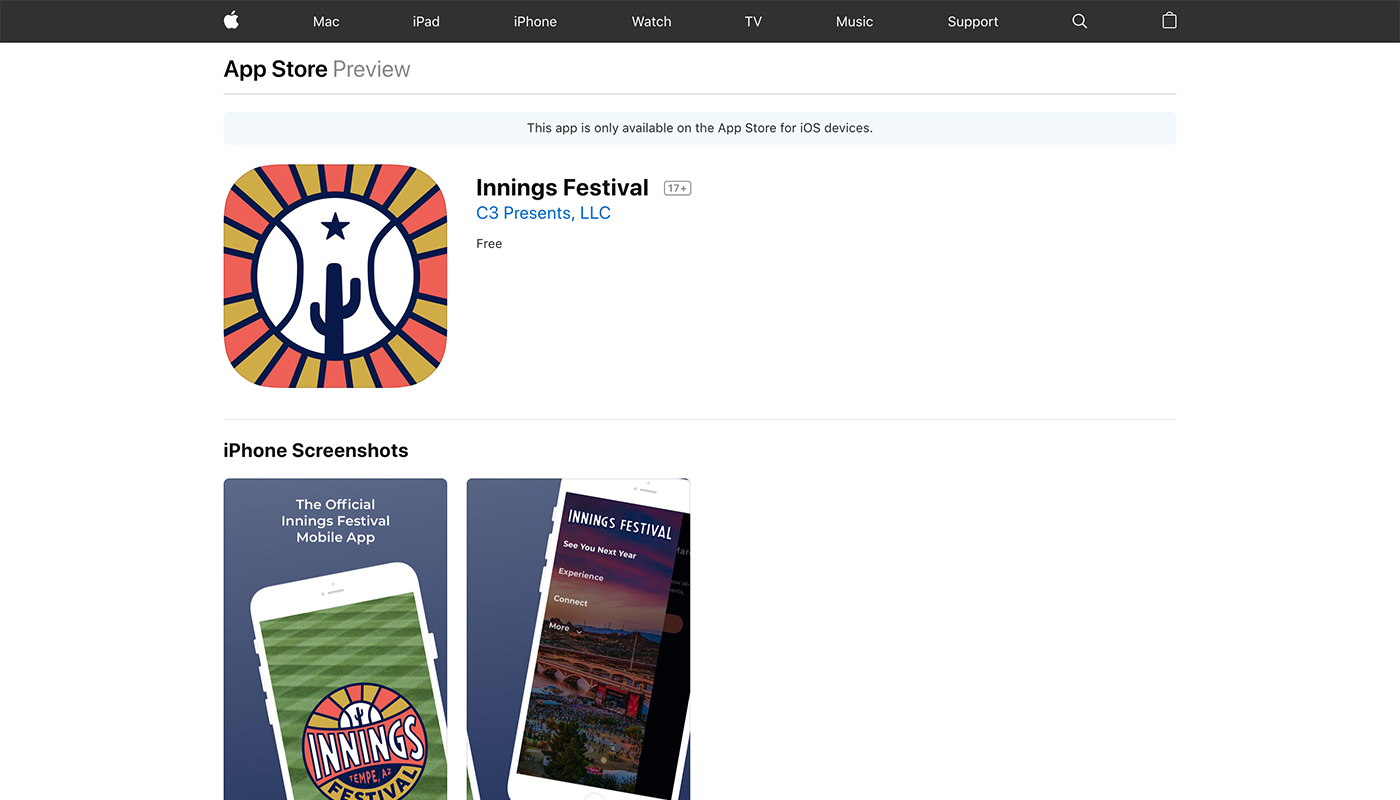 Mac iPad iPhone Watch TV Music Support
App Store Preview
This app is only available on the App Store for iOS devices.
Innings Festival 17+
C3 Presents, LLC
Free
iPhone Screenshots
The Official
Innings Festival
Mobile App
INNINGS
TEMPE, AZ
FESTIVAL
INNINGS FESTIVAL
See You Next Year
Experience
Connect
More